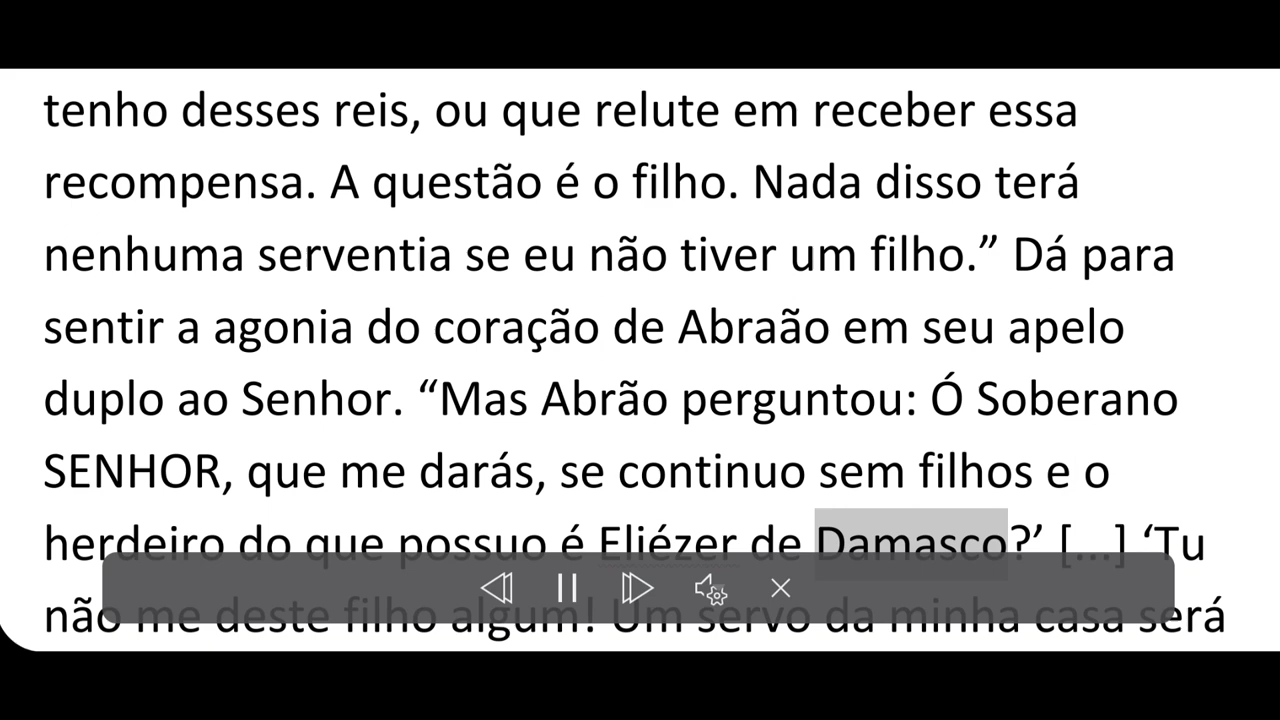 tenho desses reis, ou que relute em receber essa
recompensa. A questão é o filho. Nada disso terá
nenhuma serventia se eu não tiver um filho.” Dá para
sentir a agonia do coração de Abraão em seu apelo
duplo ao Senhor. “Mas Abrão perguntou: Ó Soberano
SENHOR, que me darás, se continuo sem filhos e o
herdeiro do que possuo é Eliézer de Damasco?’ [...] ‘Tu
não me deste filho algum! Um servo da minha casa será